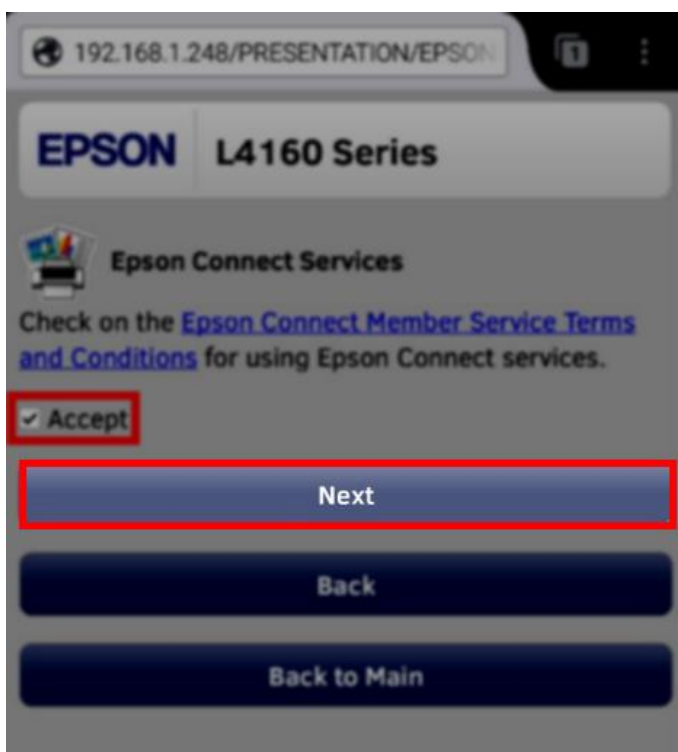 192.168.1.248/PRESENTATION/EPSON
1
EPSON
L4160 Series
Epson Connect Services
Check on the Epson Connect Member Service Terms
and Conditions for using Epson Connect services.
Accept
Next
Back
Back to Main